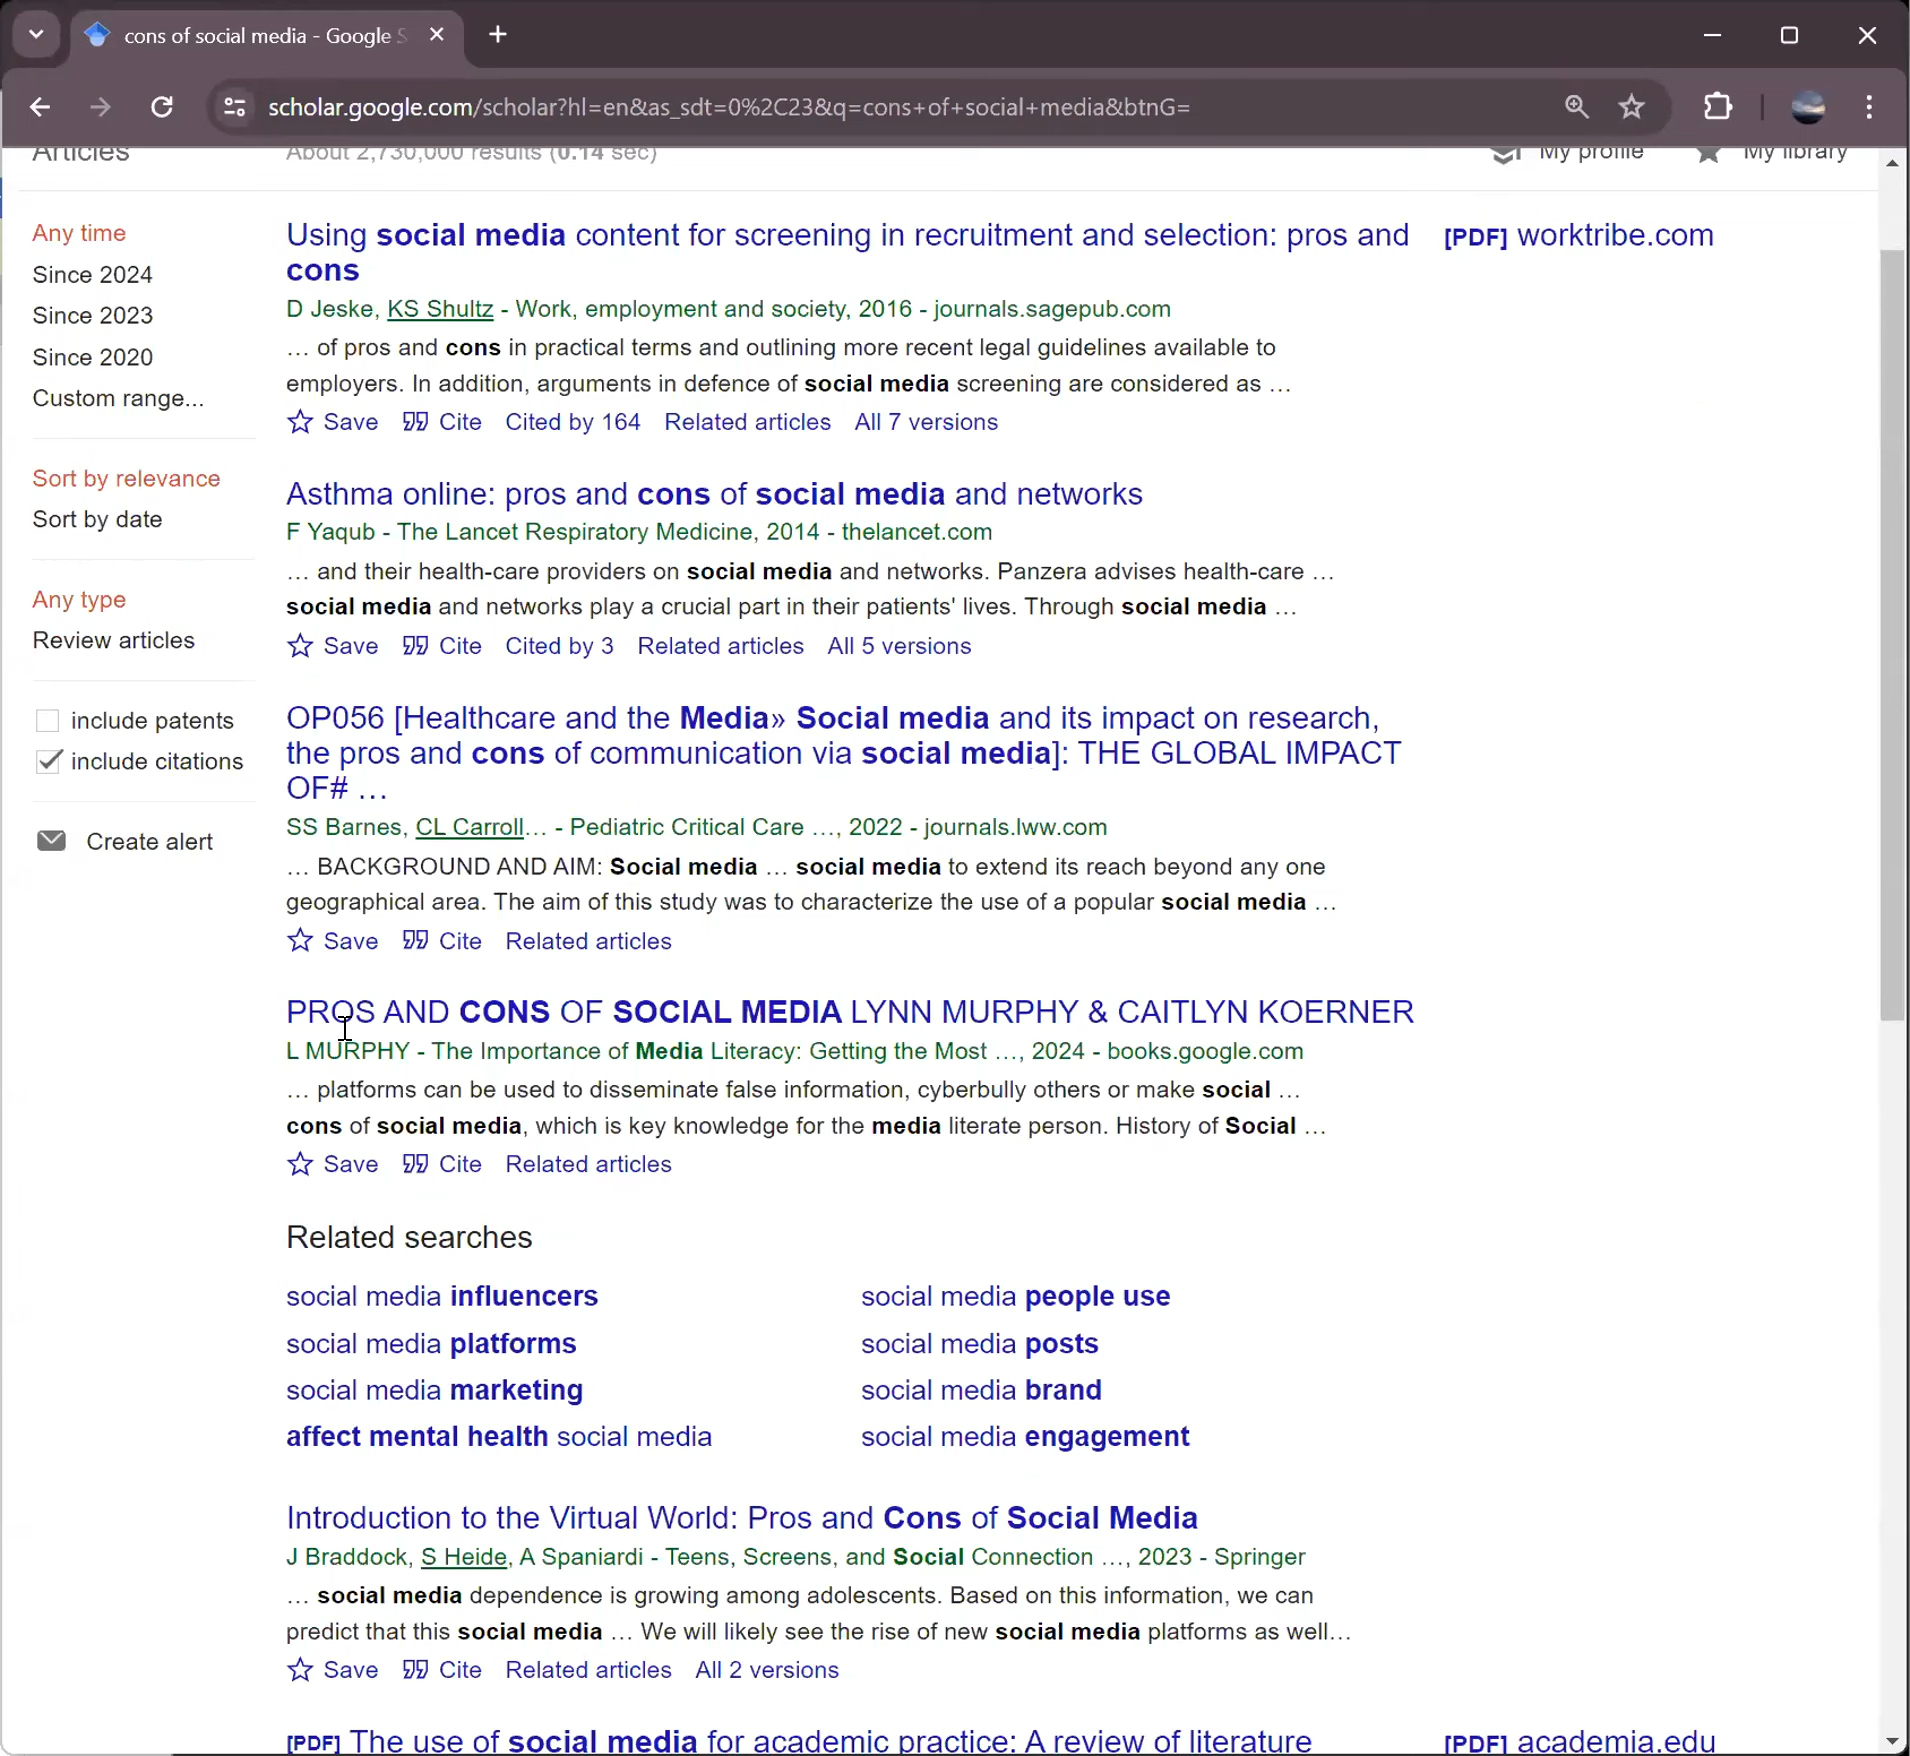 cons of social media - Google S
scholar.google.com/scholar?hl=en&as_sdt=0%2C23&q=cons+of+social+media&btnG=
Articles
About 2,730,000 results (0.14 sec)
My profile
My library
Any time
Since 2024
Since 2023
Since 2020
Custom range...
Sort by relevance
Sort by date
Any type
Review articles
include patents
include citations
Create alert
Using social media content for screening in recruitment and selection: pros and
cons
[PDF] worktribe.com
D Jeske, KS Shultz - Work, employment and society, 2016 - journals.sagepub.com
… of pros and cons in practical terms and outlining more recent legal guidelines available to
employers. In addition, arguments in defence of social media screening are considered as …
Save Cite Cited by 164 Related articles All 7 versions
Asthma online: pros and cons of social media and networks
F Yaqub - The Lancet Respiratory Medicine, 2014 - thelancet.com
… and their health-care providers on social media and networks. Panzera advises health-care …
social media and networks play a crucial part in their patients' lives. Through social media …
Save Cite Cited by 3 Related articles All 5 versions
OP056 [Healthcare and the Media» Social media and its impact on research,
the pros and cons of communication via social media]: THE GLOBAL IMPACT
OF# …
SS Barnes, CL Carroll… - Pediatric Critical Care …, 2022 - journals.lww.com
… BACKGROUND AND AIM: Social media … social media to extend its reach beyond any one
geographical area. The aim of this study was to characterize the use of a popular social media …
Save Cite Related articles
PROS AND CONS OF SOCIAL MEDIA LYNN MURPHY & CAITLYN KOERNER
L MURPHY - The Importance of Media Literacy: Getting the Most …, 2024 - books.google.com
… platforms can be used to disseminate false information, cyberbully others or make social …
cons of social media, which is key knowledge for the media literate person. History of Social …
Save Cite Related articles
Related searches
social media influencers
social media people use
social media platforms
social media posts
social media marketing
social media brand
affect mental health social media
social media engagement
Introduction to the Virtual World: Pros and Cons of Social Media
J Braddock, S Heide, A Spaniardi - Teens, Screens, and Social Connection …, 2023 - Springer
… social media dependence is growing among adolescents. Based on this information, we can
predict that this social media … We will likely see the rise of new social media platforms as well…
Save Cite Related articles All 2 versions
[PDF] The use of social media for academic practice: A review of literature
[PDF] academia.edu